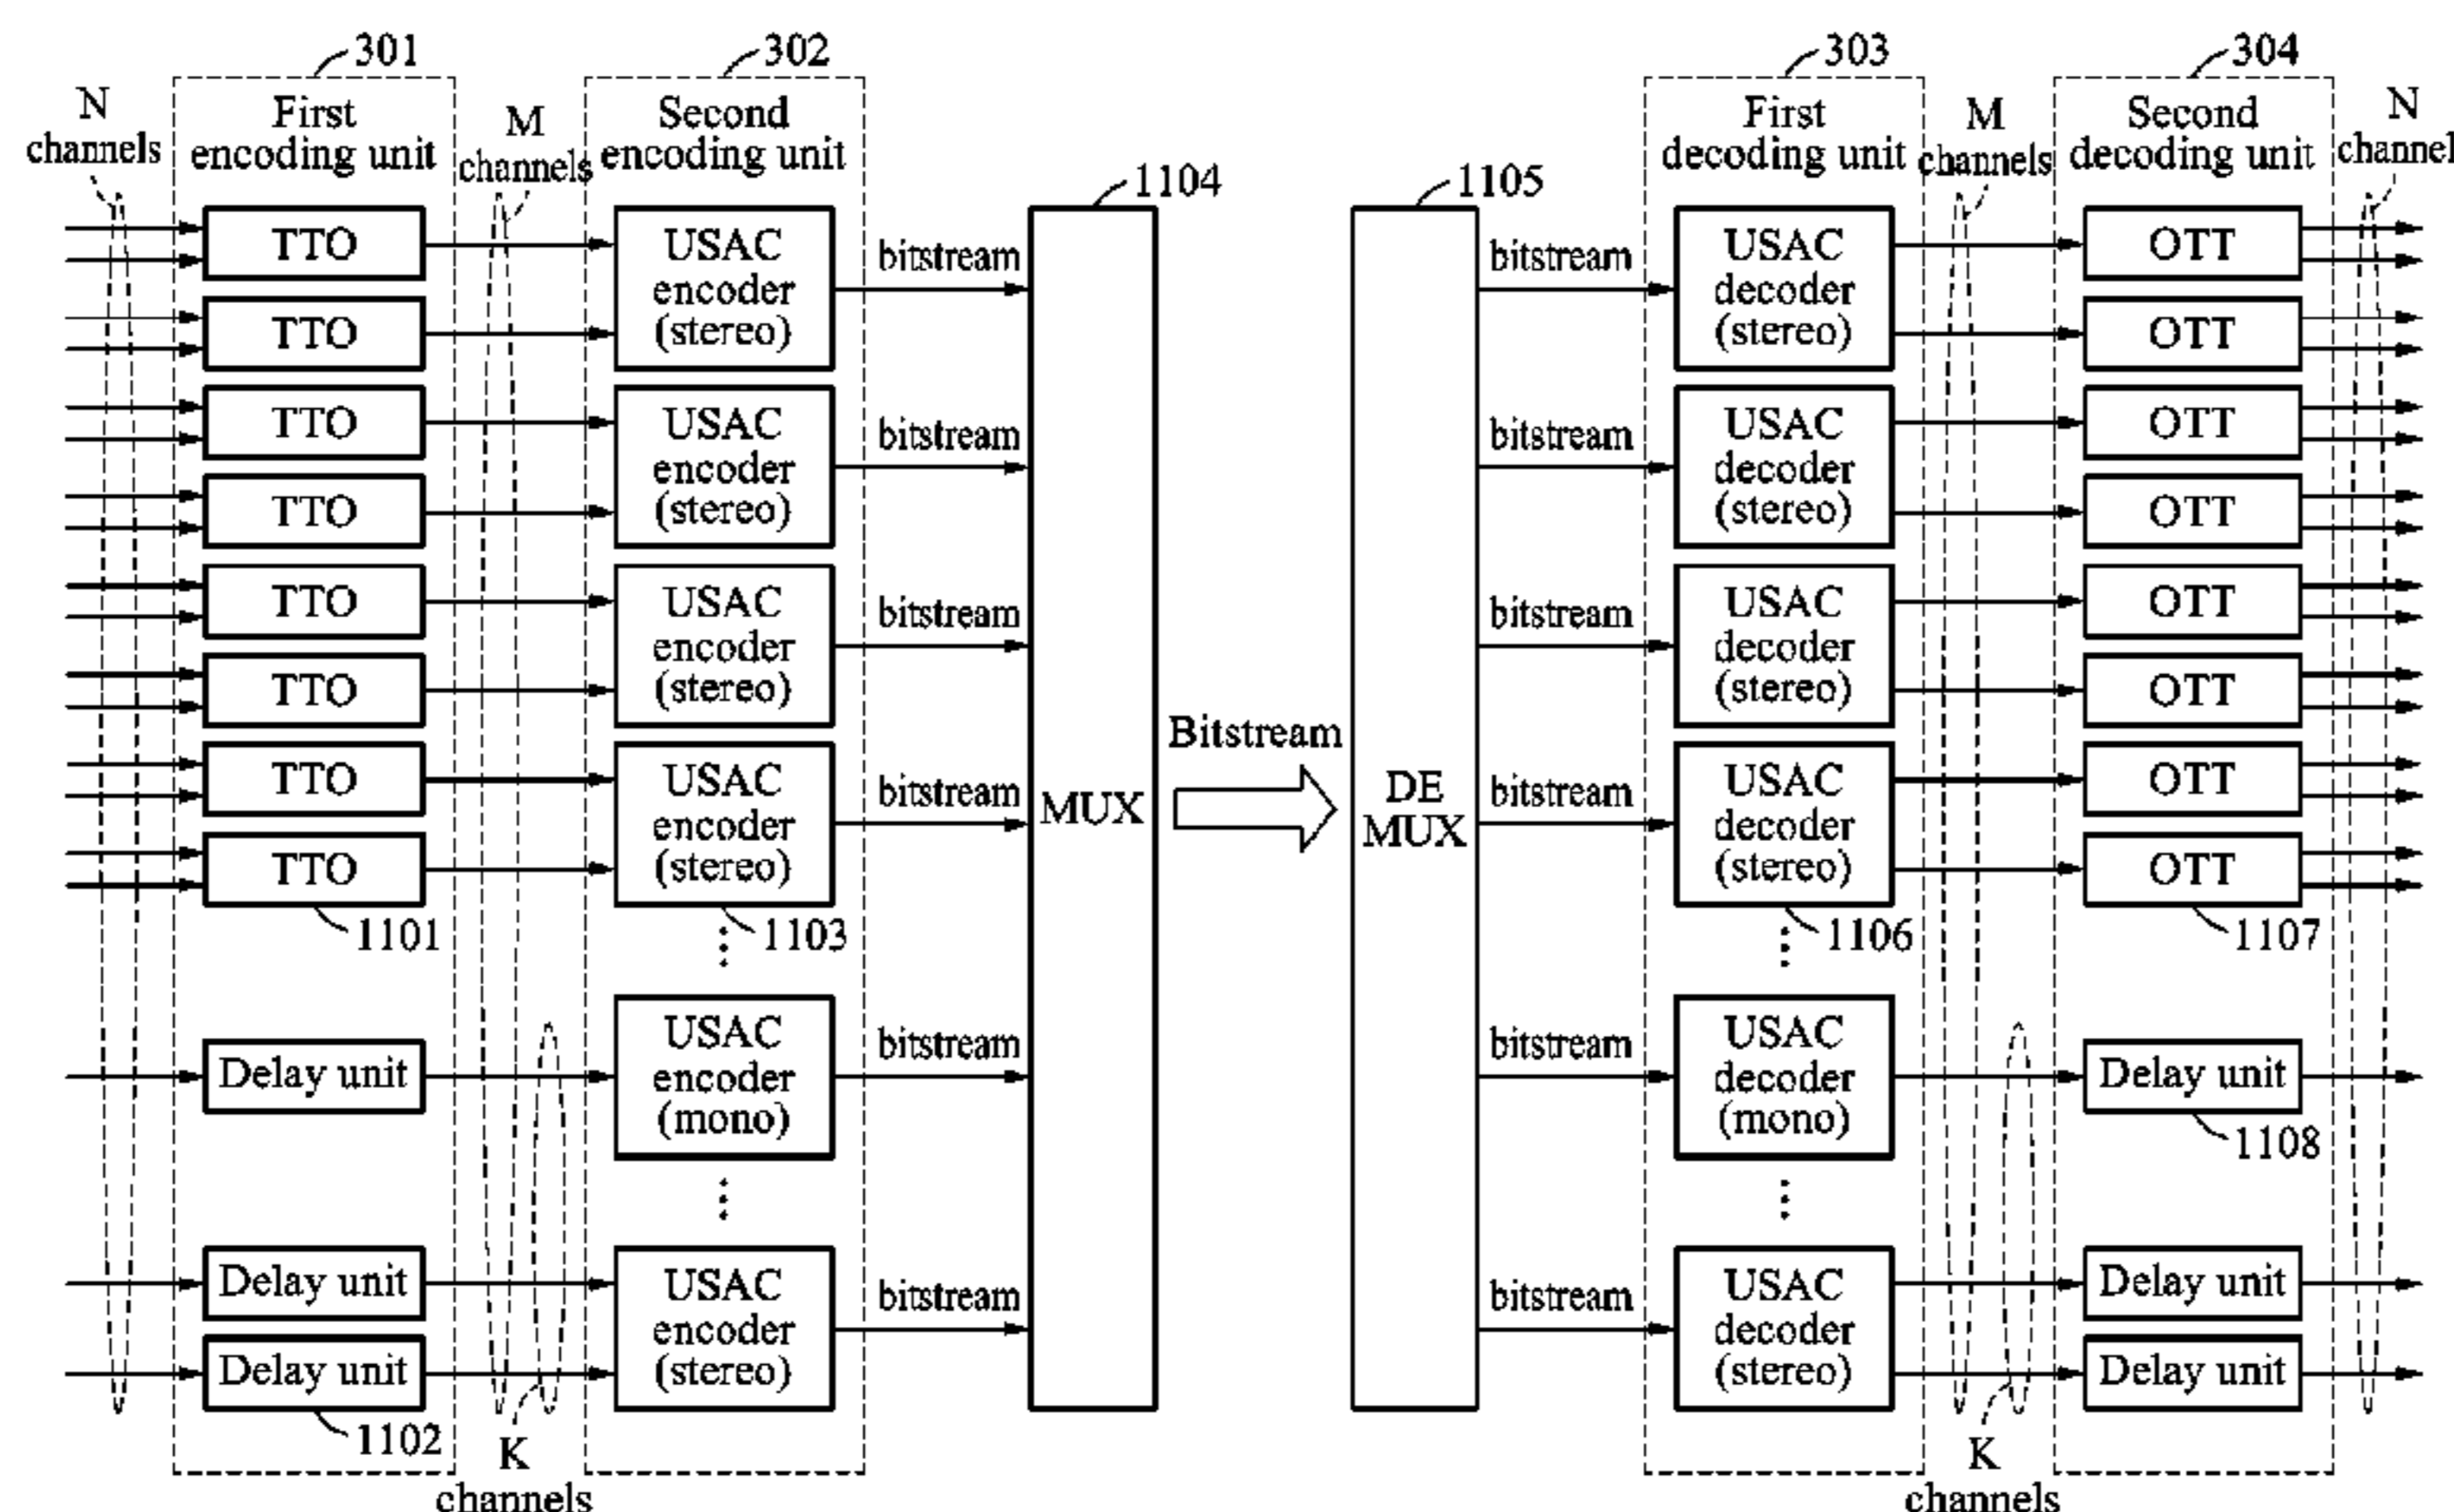 301
302
303
304
N
channels
First
encoding unit
M
channels
Second
encoding unit
First
decoding unit
M
channels
Second
decoding unit
N
channel
1104
1105
TTO
TTO
TTO
TTO
TTO
TTO
TTO
TTO
1101
Delay unit
Delay unit
Delay unit
1102
K
channels
USAC
encoder
(stereo)
USAC
encoder
(stereo)
USAC
encoder
(stereo)
USAC
encoder
(stereo)
1103
USAC
encoder
(mono)
USAC
encoder
(stereo)
bitstream
bitstream
bitstream
bitstream
bitstream
bitstream
MUX
Bitstream
DE
MUX
bitstream
bitstream
bitstream
bitstream
bitstream
bitstream
USAC
decoder
(stereo)
USAC
decoder
(stereo)
USAC
decoder
(stereo)
USAC
decoder
(stereo)
1106
USAC
decoder
(mono)
USAC
decoder
(stereo)
K
channels
OTT
OTT
OTT
OTT
OTT
OTT
OTT
OTT
1107
Delay unit
1108
Delay unit
Delay unit